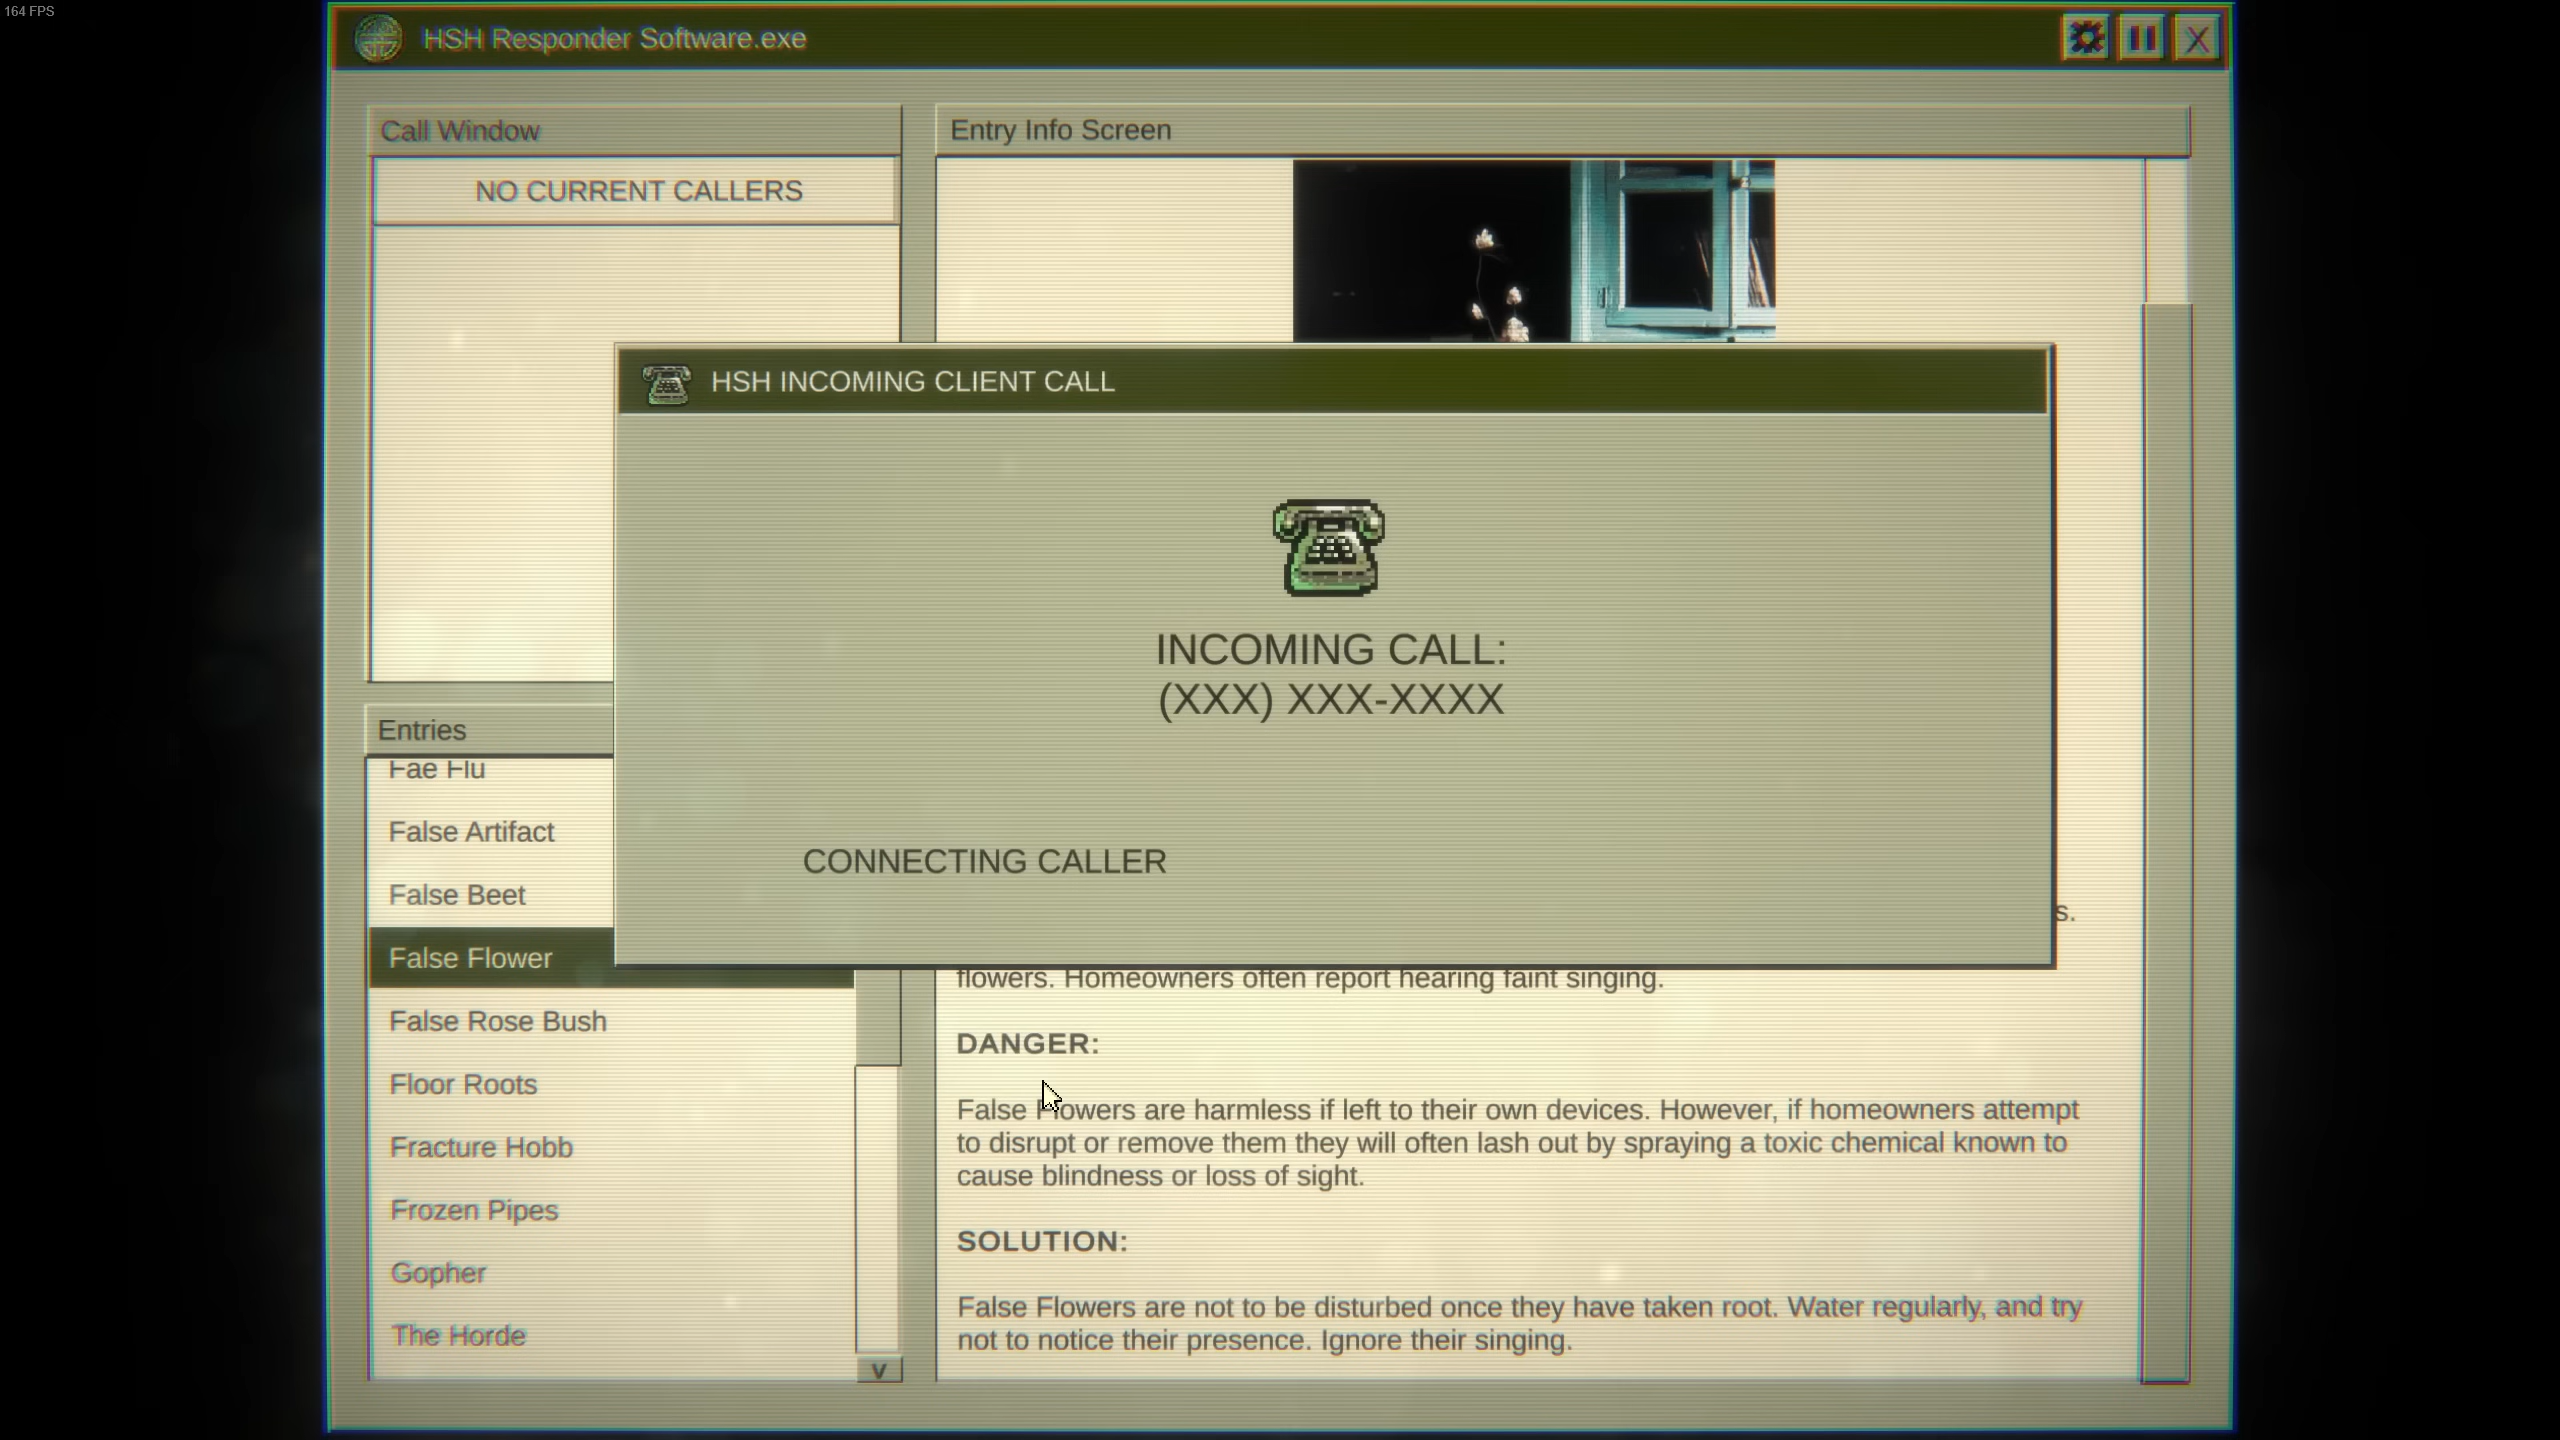 164 FPS
HSH Responder Software.exe
X
Call Window
NO CURRENT CALLERS
Entry Info Screen
HSH INCOMING CLIENT CALL
INCOMING CALL:
(XXX) XXX-XXXX
CONNECTING CALLER
Entries
Fae Flu
False Artifact
False Beet
False Flower
False Rose Bush
Floor Roots
Fracture Hobb
Frozen Pipes
Gopher
The Horde
V
s.
flowers. Homeowners often report hearing faint singing.
DANGER:
False Flowers are harmless if left to their own devices. However, if homeowners attempt
to disrupt or remove them they will often lash out by spraying a toxic chemical known to
cause blindness or loss of sight.
SOLUTION:
False Flowers are not to be disturbed once they have taken root. Water regularly, and try
not to notice their presence. Ignore their singing.